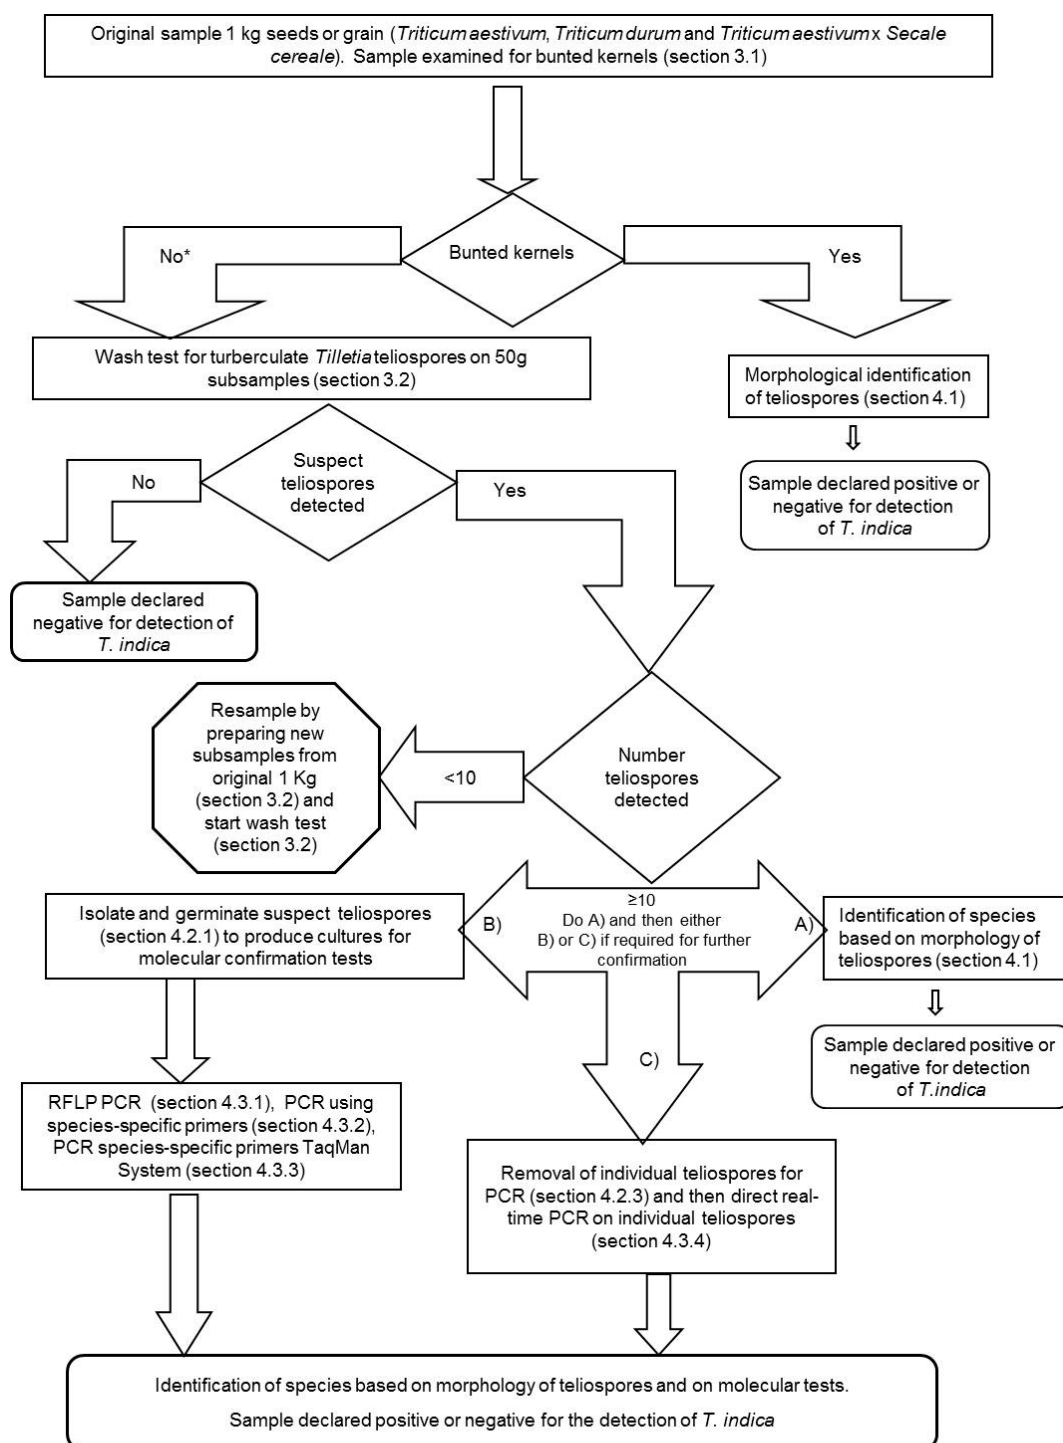 Original sample 1 kg seeds or grain (Triticum aestivum, Triticum durum and Triticum aestivum x Secale
cereale). Sample examined for bunted kernels (section 3.1)
Bunted kernels
No*
Yes
Wash test for turberculate Tilletia teliospores on 50g
subsamples (section 3.2)
Morphological identification
of teliospores (section 4.1)
Suspect
teliospores
detected
No
Yes
Sample declared positive or
negative for detection
of T. indica
Sample declared
negative for detection of
T. indica
Resample by
preparing new
subsamples from
original 1 Kg
(section 3.2) and
start wash test
(section 3.2)
<10
Number
teliospores
detected
Isolate and germinate suspect teliospores
(section 4.2.1) to produce cultures for
molecular confirmation tests
B)
≥10
Do A) and then either
B) or C) if required for further
confirmation
A)
Identification of species
based on morphology of
teliospores (section 4.1)
C)
Sample declared positive or
negative for detection
of T.indica
RFLP PCR (section 4.3.1), PCR using
species-specific primers (section 4.3.2),
PCR species-specific primers TaqMan
System (section 4.3.3)
Removal of individual teliospores for
PCR (section 4.2.3) and then direct real-
time PCR on individual teliospores
(section 4.3.4)
Identification of species based on morphology of teliospores and on molecular tests.
Sample declared positive or negative for the detection of T. indica